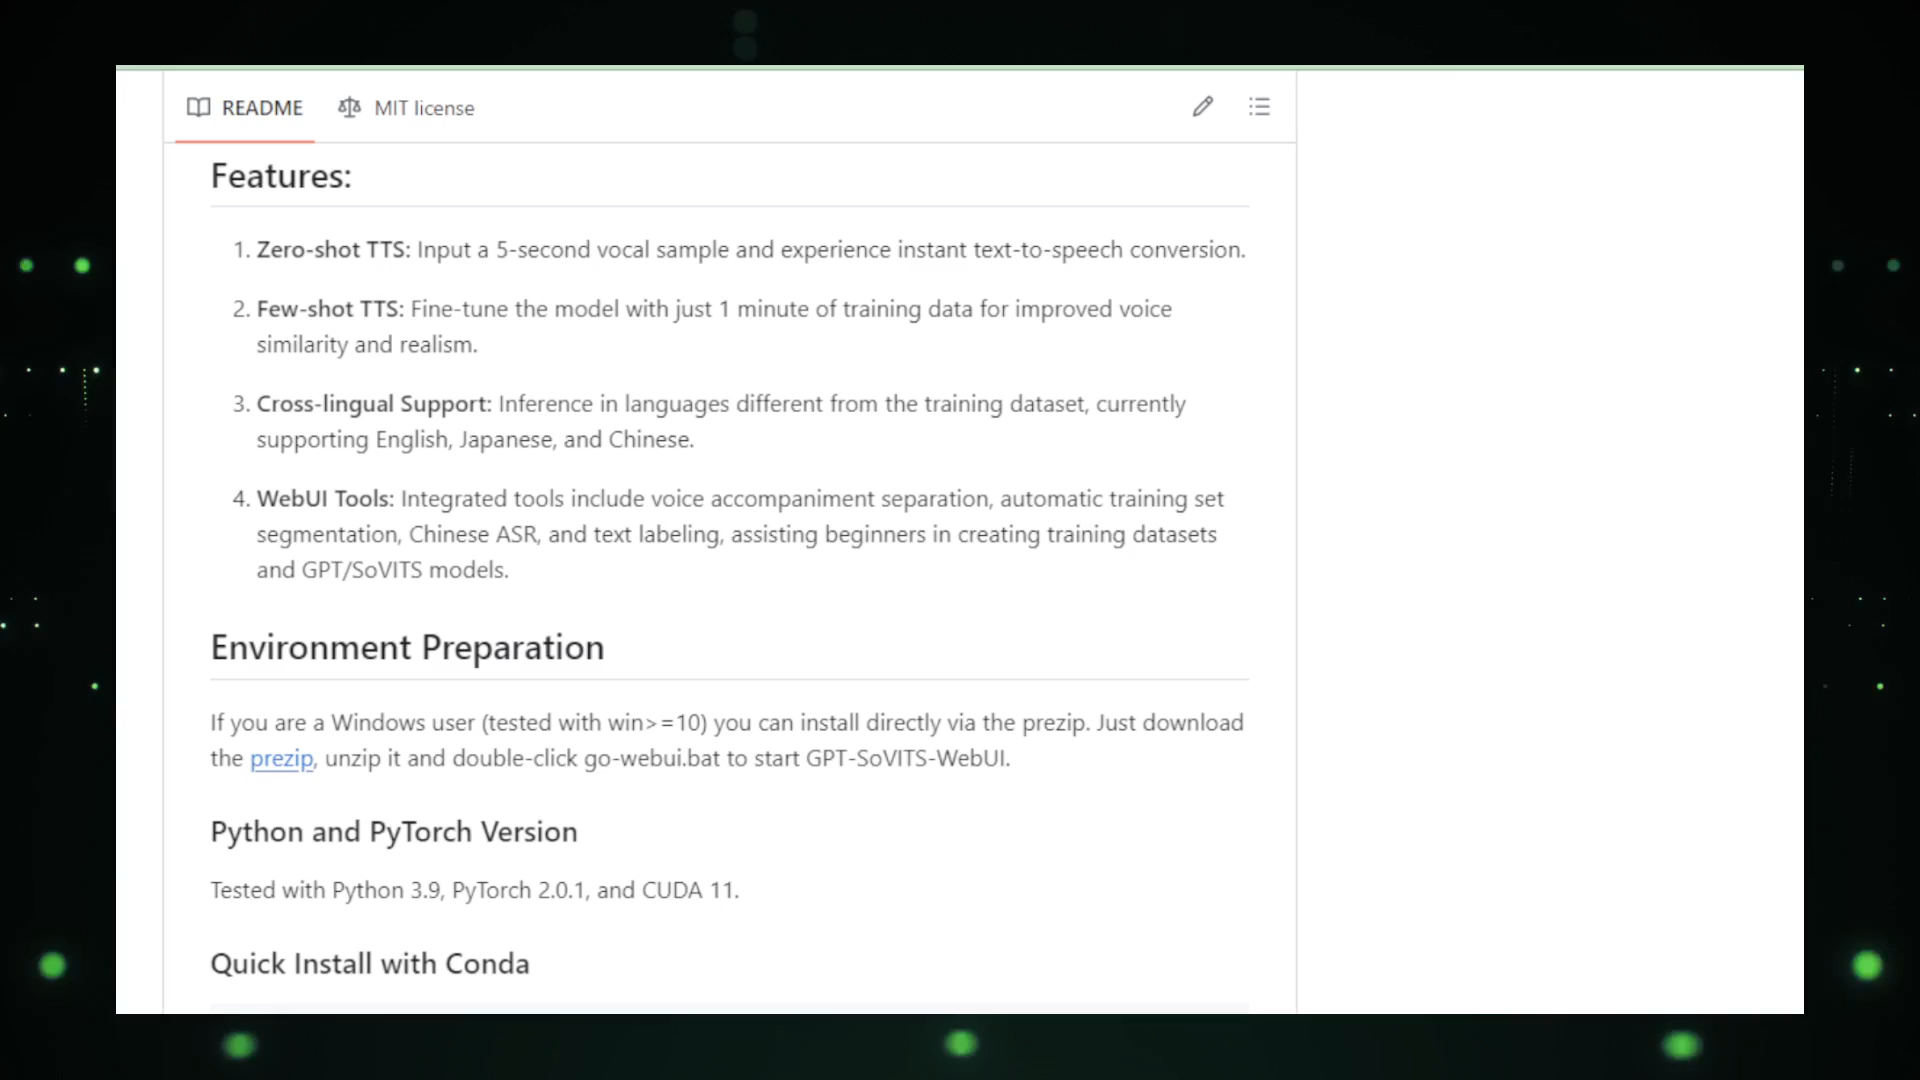 README MIT license
Features:
1. Zero-shot TTS: Input a 5-second vocal sample and experience instant text-to-speech conversion.
2. Few-shot TTS: Fine-tune the model with just 1 minute of training data for improved voice
similarity and realism.
3. Cross-lingual Support: Inference in languages different from the training dataset, currently
supporting English, Japanese, and Chinese.
4. WebUI Tools: Integrated tools include voice accompaniment separation, automatic training set
segmentation, Chinese ASR, and text labeling, assisting beginners in creating training datasets
and GPT/SoVITS models.
Environment Preparation
If you are a Windows user (tested with win>=10) you can install directly via the prezip. Just download
the prezip, unzip it and double-click go-webui.bat to start GPT-SoVITS-WebUI.
Python and PyTorch Version
Tested with Python 3.9, PyTorch 2.0.1, and CUDA 11.
Quick Install with Conda